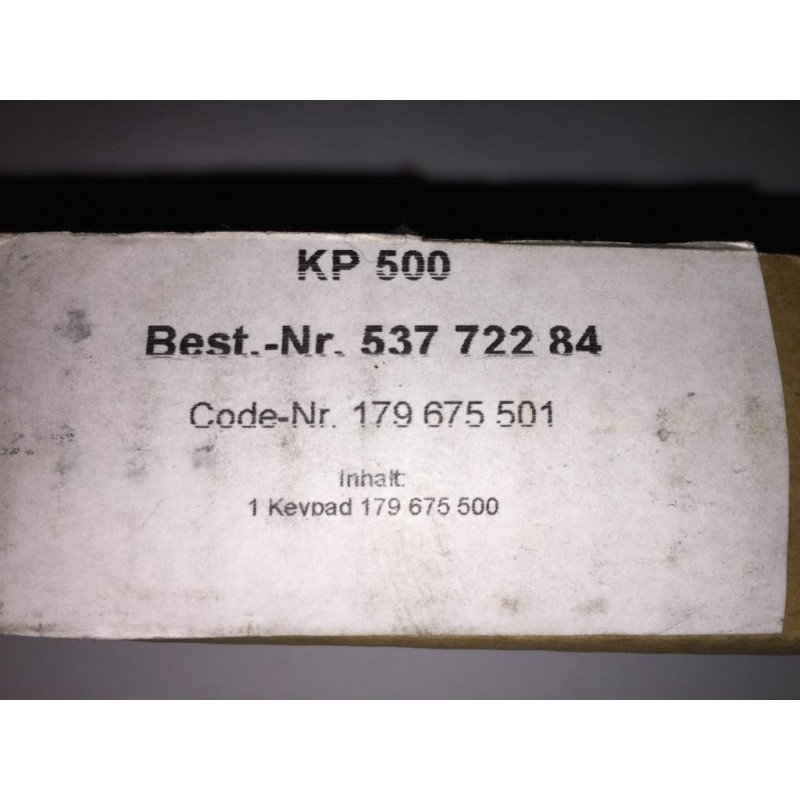 KP 500
Best.-Nr. 537 722 84
Code-Nr. 179 675 501
Inhalt:
1 Keypad 179 675 500